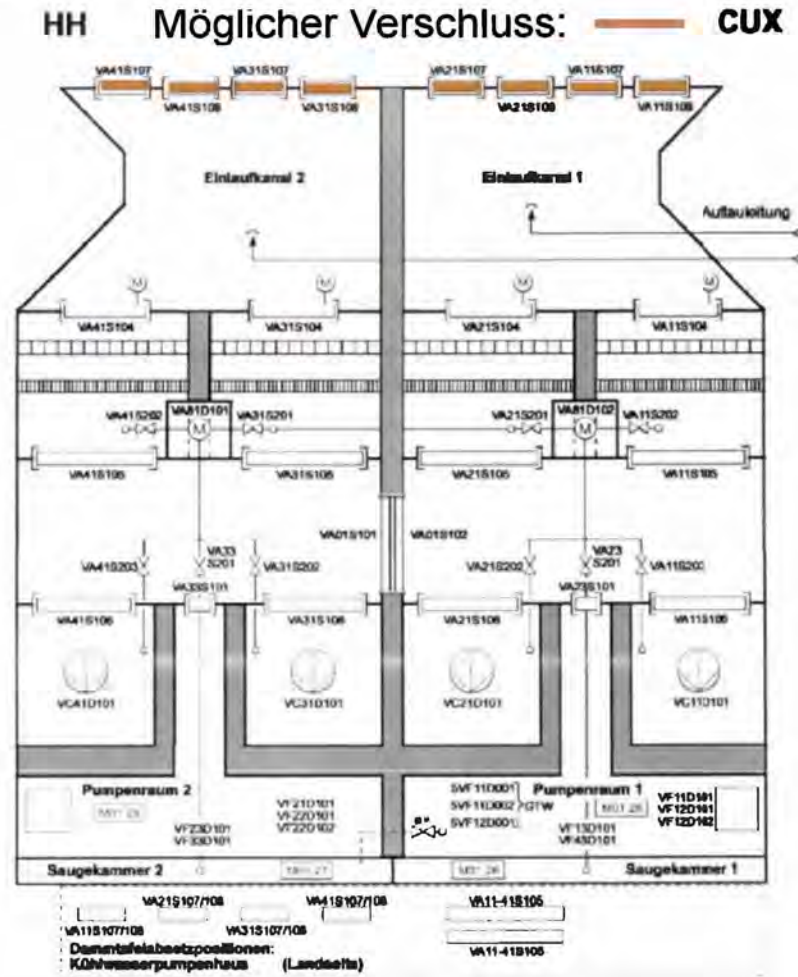 HH Möglicher Verschluss: CUX
VA41S107 VA31S107 VA21S107 VA11S107
VA41S108 VA31S108 VA21S108 VA11S108
Einlaufkanal 2 Einlaufkanal 1
Auftauleitung
M M M M
VA41S104 VA31S104 VA21S104 VA11S104
VA41S202 VA81D101 VA31S201 VA21S201 VA81D102 VA11S202
M M
VA41S105 VA31S105 VA21S105 VA11S105
VA01S101 VA01S102
VA41S203 VA33 S201 VA31S202 VA21S202 VA23 S201
VA33S101 VA23S101
VA41S106 VA31S106 VA21S106 VA11S106
VC41D101 VC31D101 VC21D101 VC11D101
Pumpenraum 2 Pumpenraum 1
VF21D101
VF22D101
VF22D102
SVF11D001
SVF11D002 GTW
SVF12D001
VF11D101
VF12D101
VF12D102
VF23D101
VF33D101
VF13D101
VF43D101
Saugekammer 2 Saugekammer 1
VA21S107/108 VA41S107/108 VA11-41S105
VA11S107/108 VA31S107/108
Dammtafelabsetzpositionen:
Kühlwasserpumpenhaus (Landseite)